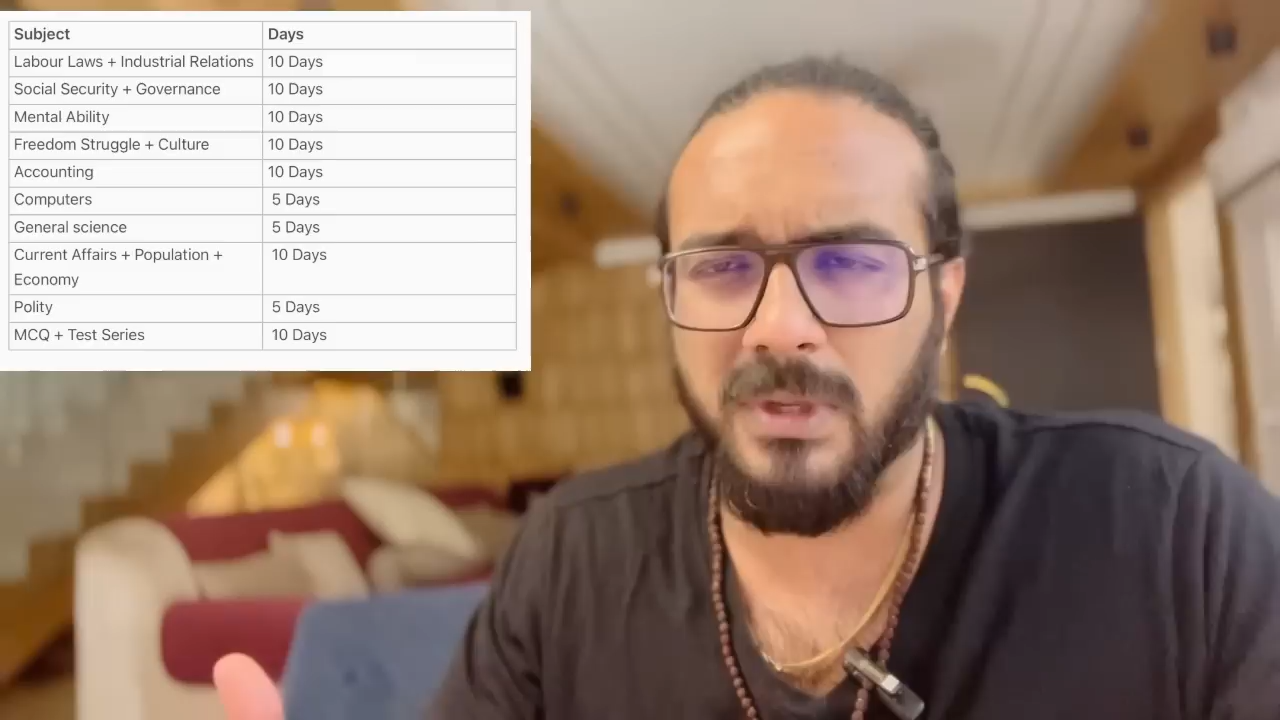 Subject Days
Labour Laws + Industrial Relations 10 Days
Social Security + Governance 10 Days
Mental Ability 10 Days
Freedom Struggle + Culture 10 Days
Accounting 10 Days
Computers 5 Days
General science 5 Days
Current Affairs + Population + 10 Days
Economy
Polity 5 Days
MCQ + Test Series 10 Days